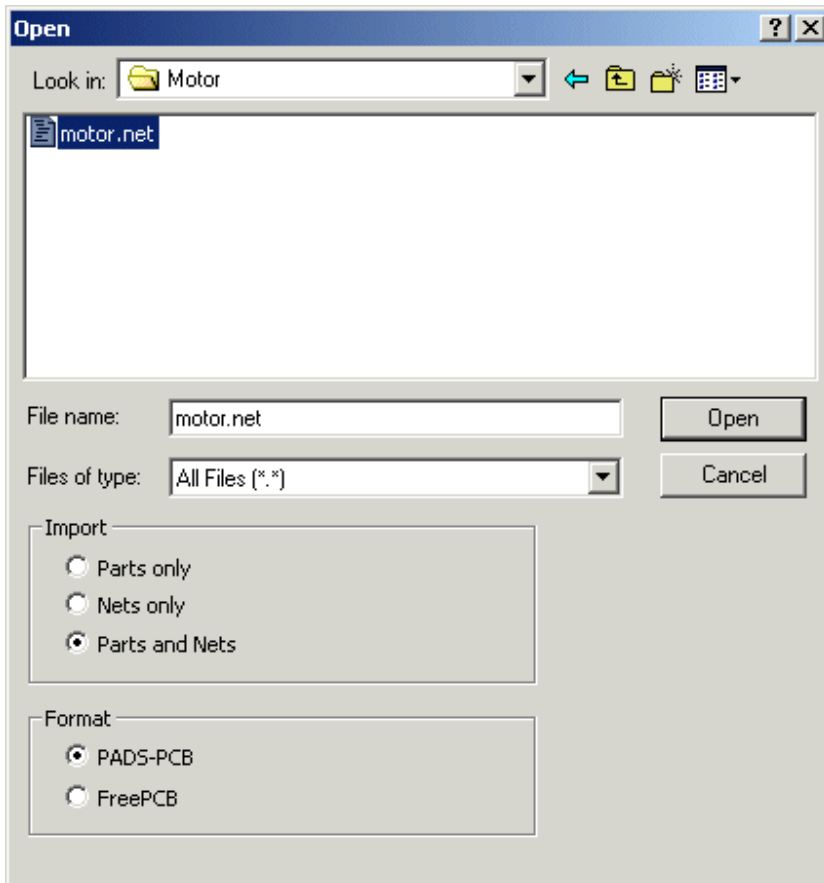 Open
Look in: Motor
motor.net
File name: motor.net Open
Files of type: All Files (*.*) Cancel
Import
Parts only
Nets only
Parts and Nets
Format
PADS-PCB
FreePCB